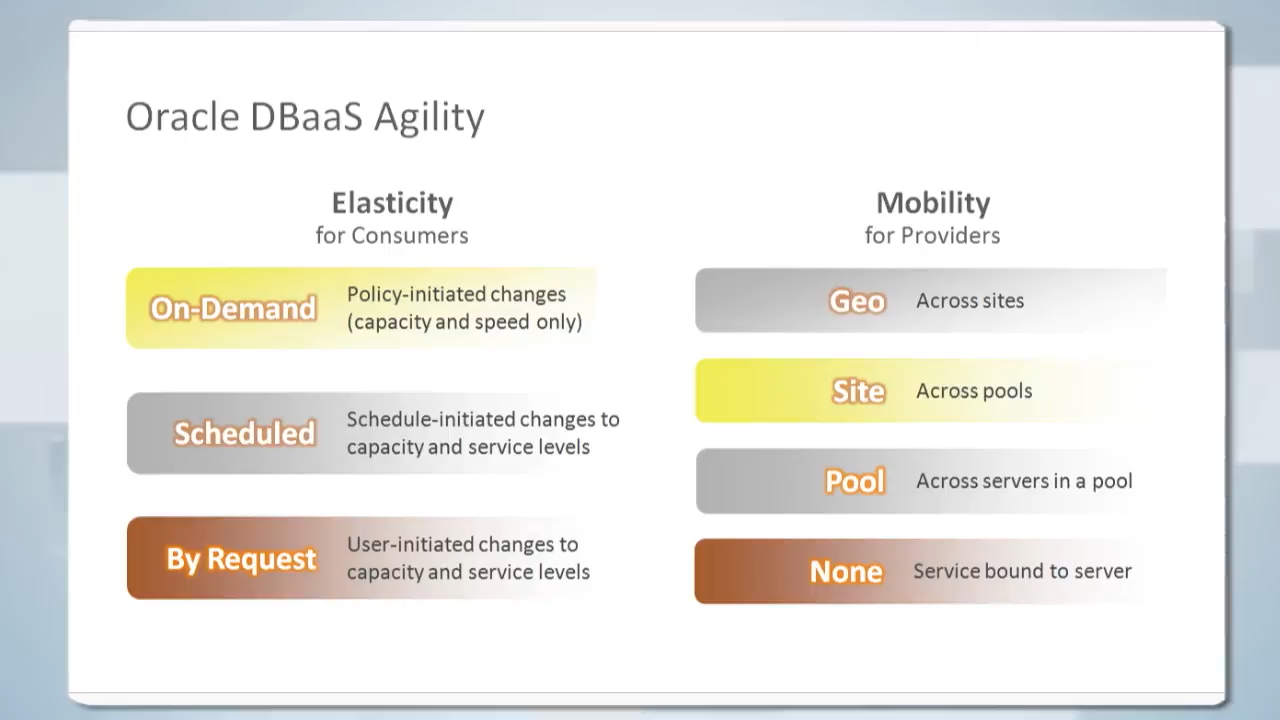 Oracle DBaaS Agility
Elasticity
for Consumers
On-Demand
Policy-initiated changes
(capacity and speed only)
Scheduled
Schedule-initiated changes to
capacity and service levels
By Request
User-initiated changes to
capacity and service levels
Mobility
for Providers
Geo
Across sites
Site
Across pools
Pool
Across servers in a pool
None
Service bound to server